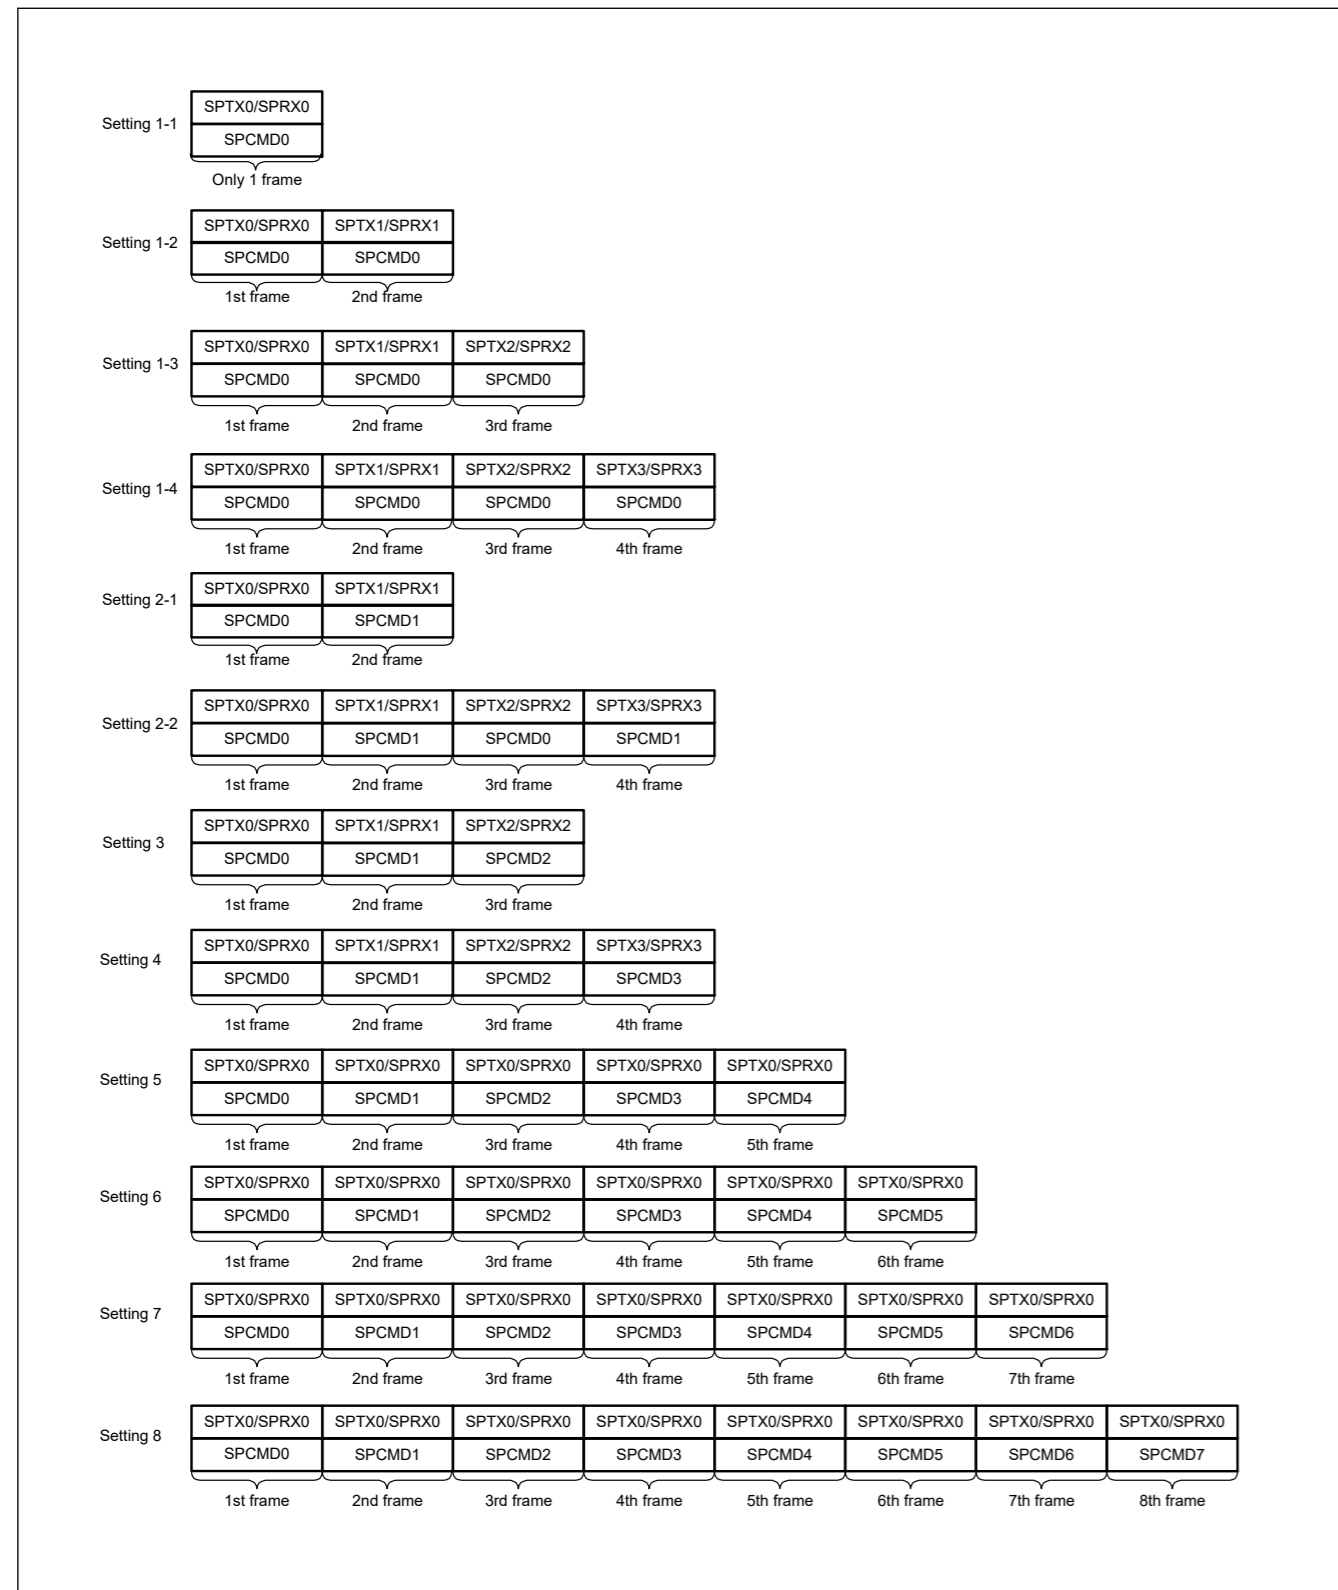 SPTX0/SPRX0
Setting 1-1
SPCMD0
Only 1 frame
SPTX0/SPRX0 SPTX1/SPRX1
Setting 1-2
SPCMD0 SPCMD0
1st frame 2nd frame
SPTX0/SPRX0 SPTX1/SPRX1 SPTX2/SPRX2
Setting 1-3
SPCMD0 SPCMD0 SPCMD0
1st frame 2nd frame 3rd frame
SPTX0/SPRX0 SPTX1/SPRX1 SPTX2/SPRX2 SPTX3/SPRX3
Setting 1-4
SPCMD0 SPCMD0 SPCMD0 SPCMD0
1st frame 2nd frame 3rd frame 4th frame
SPTX0/SPRX0 SPTX1/SPRX1
Setting 2-1
SPCMD0 SPCMD1
1st frame 2nd frame
SPTX0/SPRX0 SPTX1/SPRX1 SPTX2/SPRX2 SPTX3/SPRX3
Setting 2-2
SPCMD0 SPCMD1 SPCMD0 SPCMD1
1st frame 2nd frame 3rd frame 4th frame
SPTX0/SPRX0 SPTX1/SPRX1 SPTX2/SPRX2
Setting 3
SPCMD0 SPCMD1 SPCMD2
1st frame 2nd frame 3rd frame
SPTX0/SPRX0 SPTX1/SPRX1 SPTX2/SPRX2 SPTX3/SPRX3
Setting 4
SPCMD0 SPCMD1 SPCMD2 SPCMD3
1st frame 2nd frame 3rd frame 4th frame
SPTX0/SPRX0 SPTX0/SPRX0 SPTX0/SPRX0 SPTX0/SPRX0 SPTX0/SPRX0
Setting 5
SPCMD0 SPCMD1 SPCMD2 SPCMD3 SPCMD4
1st frame 2nd frame 3rd frame 4th frame 5th frame
SPTX0/SPRX0 SPTX0/SPRX0 SPTX0/SPRX0 SPTX0/SPRX0 SPTX0/SPRX0 SPTX0/SPRX0
Setting 6
SPCMD0 SPCMD1 SPCMD2 SPCMD3 SPCMD4 SPCMD5
1st frame 2nd frame 3rd frame 4th frame 5th frame 6th frame
SPTX0/SPRX0 SPTX0/SPRX0 SPTX0/SPRX0 SPTX0/SPRX0 SPTX0/SPRX0 SPTX0/SPRX0 SPTX0/SPRX0
Setting 7
SPCMD0 SPCMD1 SPCMD2 SPCMD3 SPCMD4 SPCMD5 SPCMD6
1st frame 2nd frame 3rd frame 4th frame 5th frame 6th frame 7th frame
SPTX0/SPRX0 SPTX0/SPRX0 SPTX0/SPRX0 SPTX0/SPRX0 SPTX0/SPRX0 SPTX0/SPRX0 SPTX0/SPRX0 SPTX0/SPRX0
Setting 8
SPCMD0 SPCMD1 SPCMD2 SPCMD3 SPCMD4 SPCMD5 SPCMD6 SPCMD7
1st frame 2nd frame 3rd frame 4th frame 5th frame 6th frame 7th frame 8th frame